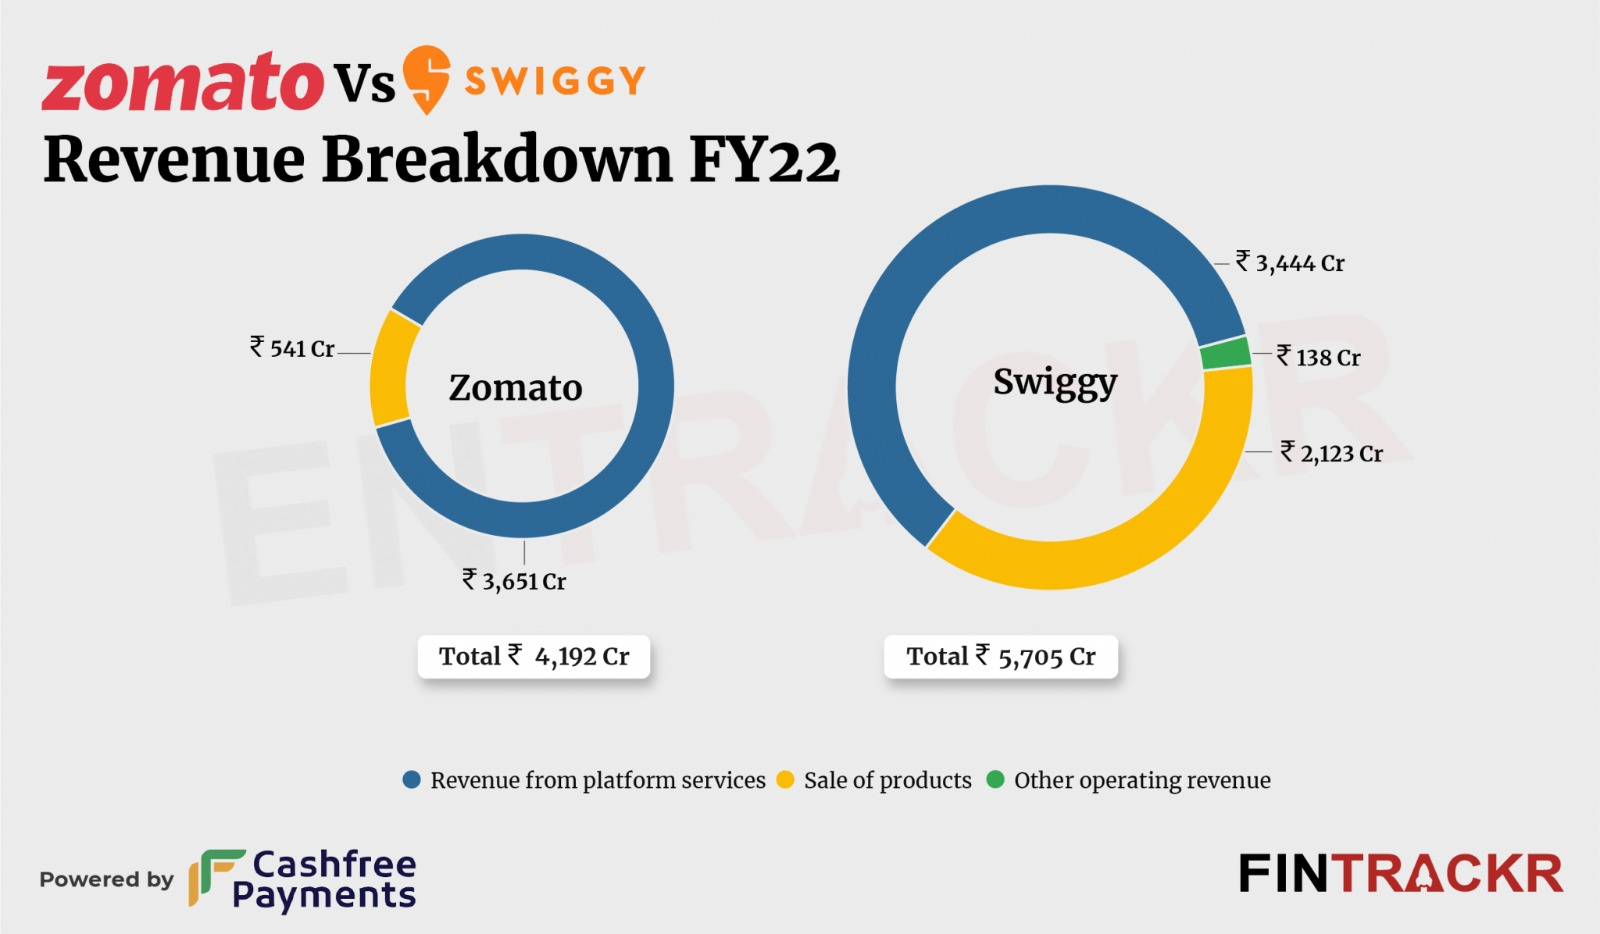 zomato Vs SWIGGY
Revenue Breakdown FY22
₹ 541 Cr
Zomato
₹ 3,651 Cr
Total ₹ 4,192 Cr
₹ 3,444 Cr
₹ 138 Cr
Swiggy
₹ 2,123 Cr
Total ₹ 5,705 Cr
ENTRACKR
Revenue from platform services
Sale of products
Other operating revenue
Powered by Cashfree Payments
FINTRACKR